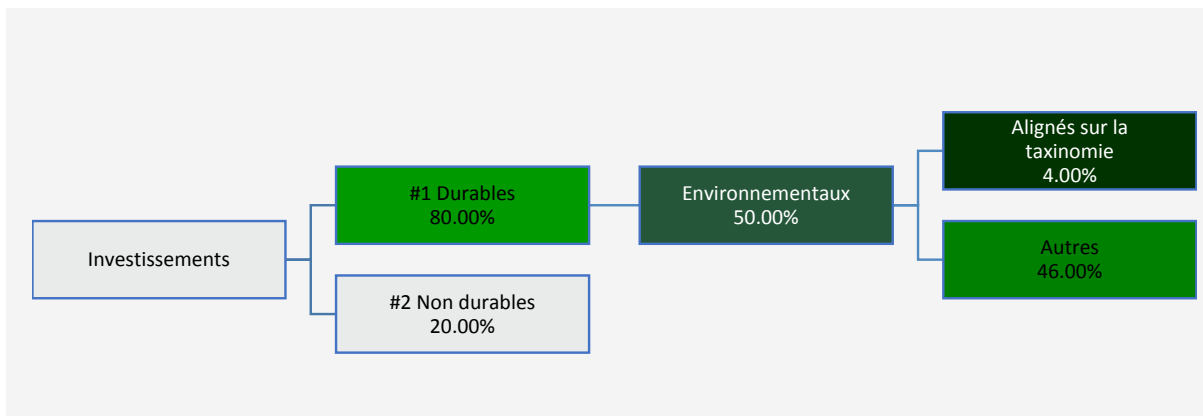 Investissements
#1 Durables
80.00%
#2 Non durables
20.00%
Environnementaux
50.00%
Alignés sur la
taxinomie
4.00%
Autres
46.00%